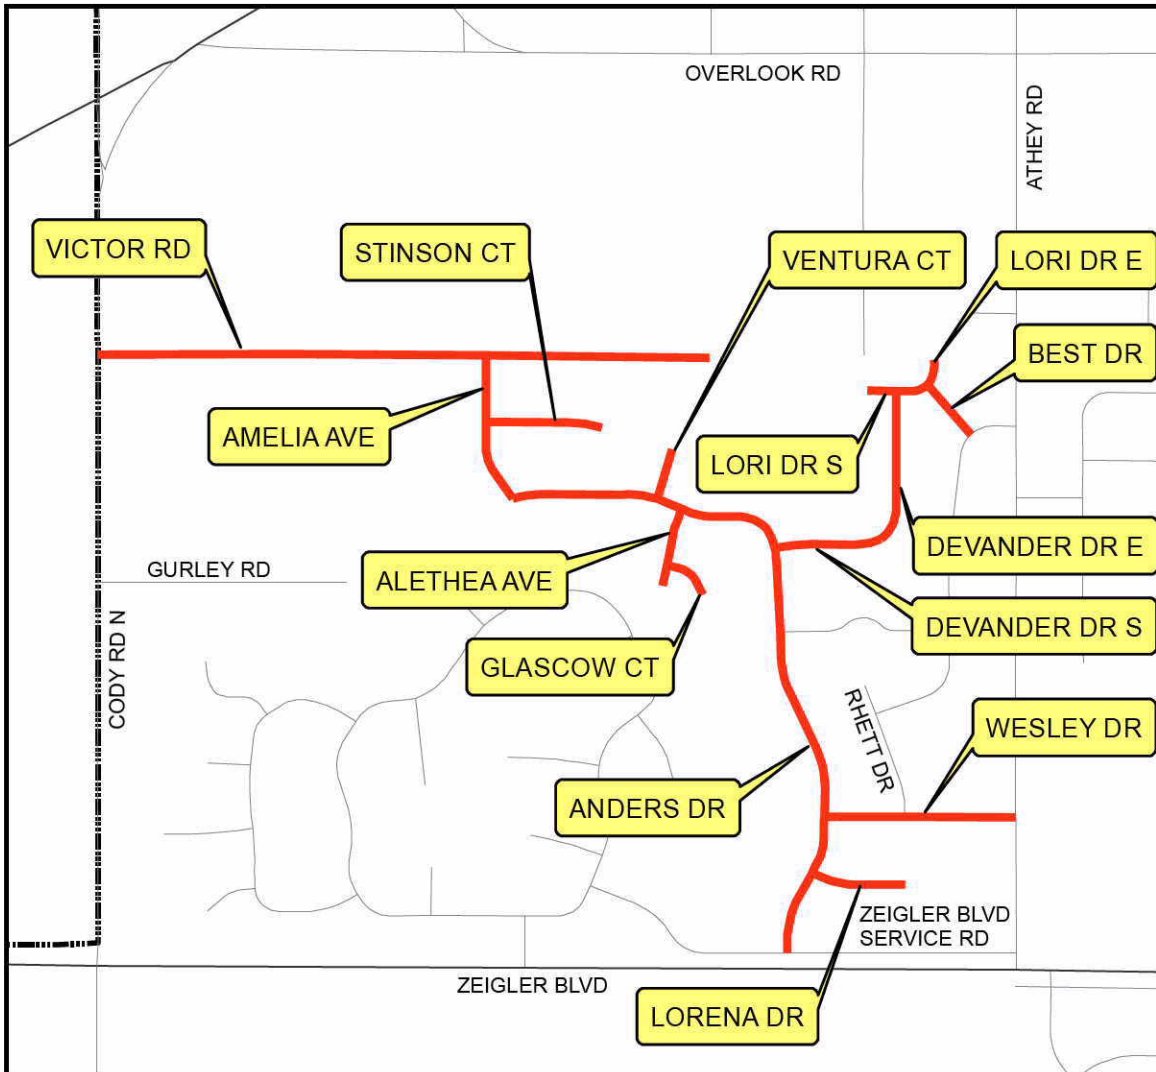 OVERLOOK RD
ATHEY RD
VICTOR RD
STINSON CT
VENTURA CT
LORI DR E
BEST DR
AMELIA AVE
LORI DR S
DEVANDER DR E
GURLEY RD
ALETHEA AVE
DEVANDER DR S
GLASCOW CT
CODY RD N
RHETT DR
WESLEY DR
ANDERS DR
ZEIGLER BLVD
SERVICE RD
ZEIGLER BLVD
LORENA DR